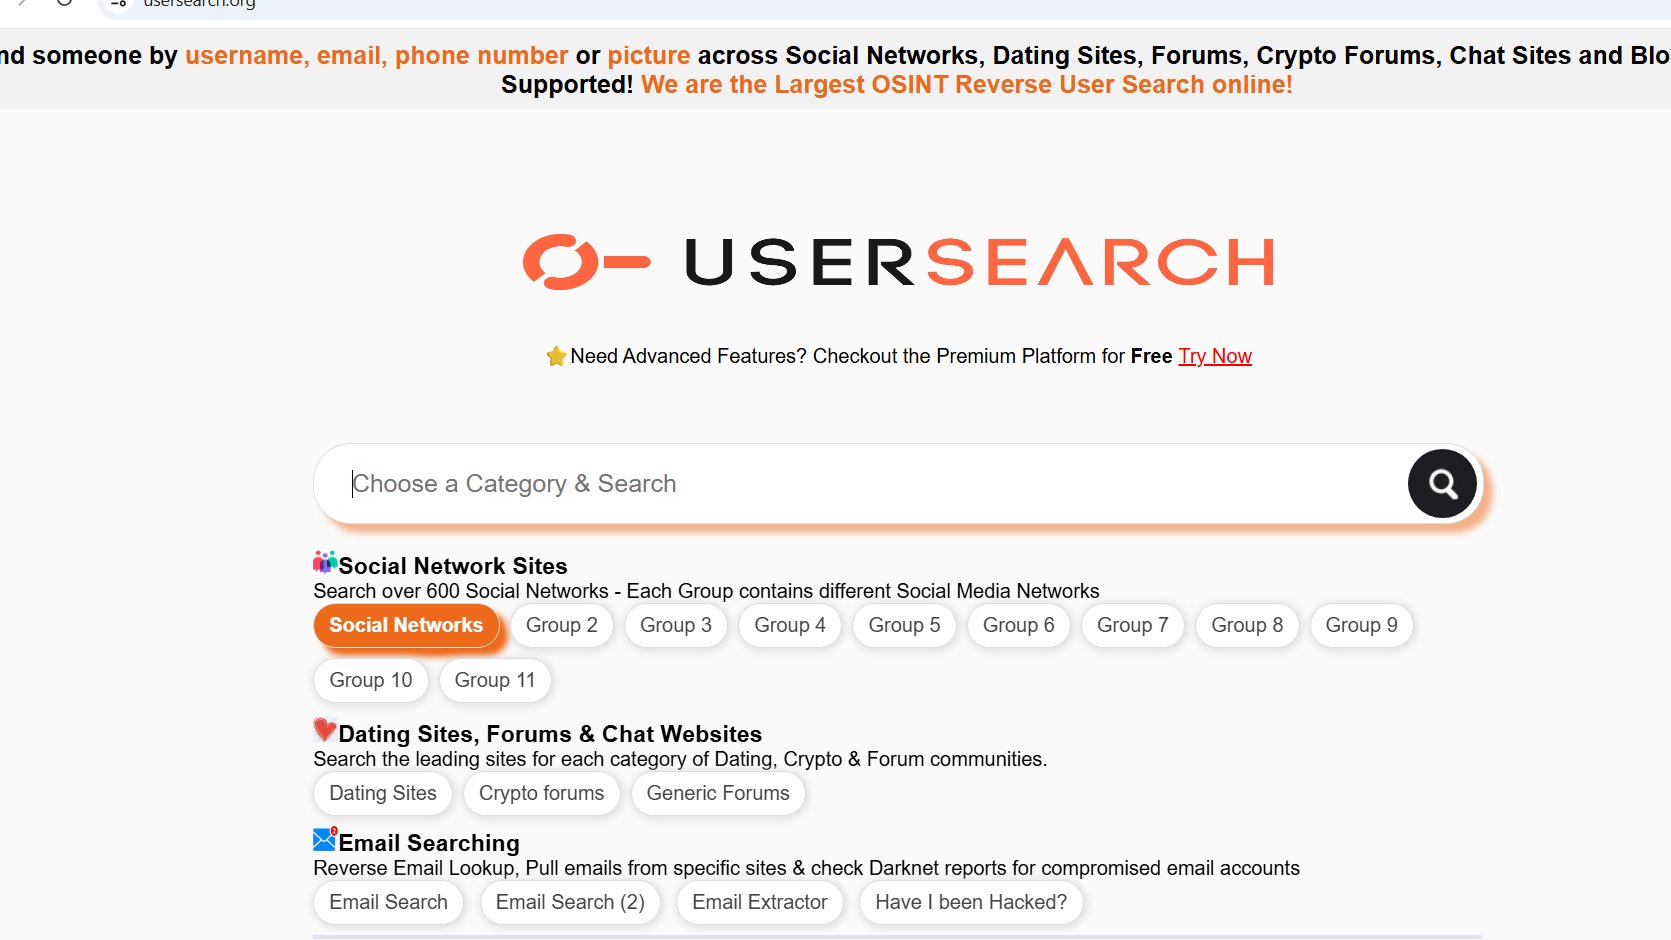 usersearch.org
nd someone by username, email, phone number or picture across Social Networks, Dating Sites, Forums, Crypto Forums, Chat Sites and Blo
Supported! We are the Largest OSINT Reverse User Search online!
USERSEARCH
Need Advanced Features? Checkout the Premium Platform for Free Try Now
Choose a Category & Search
Social Network Sites
Search over 600 Social Networks - Each Group contains different Social Media Networks
Social Networks Group 2 Group 3 Group 4 Group 5 Group 6 Group 7 Group 8 Group 9
Group 10 Group 11
Dating Sites, Forums & Chat Websites
Search the leading sites for each category of Dating, Crypto & Forum communities.
Dating Sites Crypto forums Generic Forums
Email Searching
Reverse Email Lookup, Pull emails from specific sites & check Darknet reports for compromised email accounts
Email Search Email Search (2) Email Extractor Have I been Hacked?